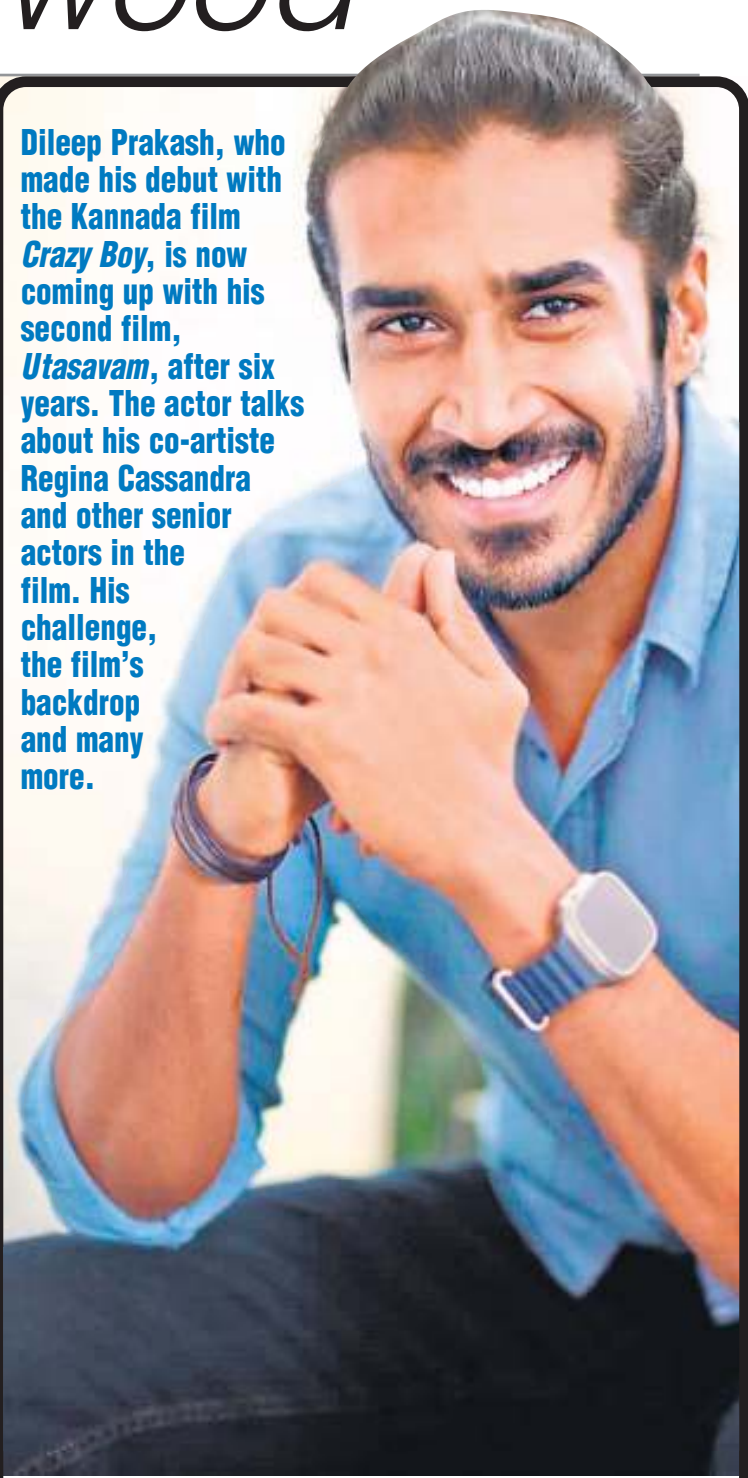 wood
Dileep Prakash, who
made his debut with
the Kannada film
Crazy Boy, is now
coming up with his
second film,
Utasavam, after six
years. The actor talks
about his co-artiste
Regina Cassandra
and other senior
actors in the
film. His
challenge,
the film's
backdrop
and many
more.